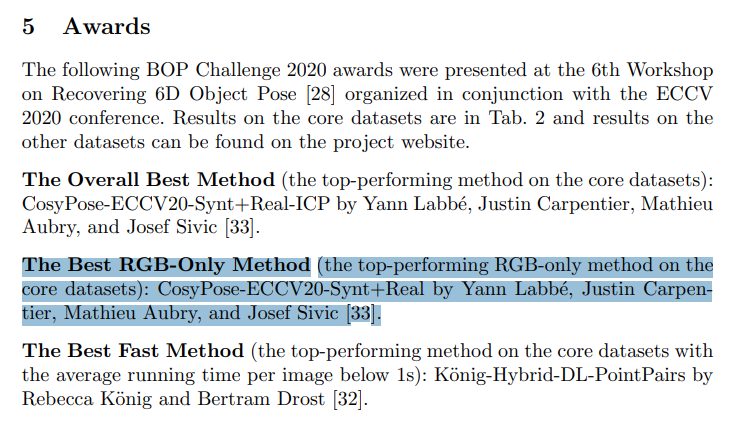 5 Awards
The following BOP Challenge 2020 awards were presented at the 6th Workshop
on Recovering 6D Object Pose [28] organized in conjunction with the ECCV
2020 conference. Results on the core datasets are in Tab. 2 and results on the
other datasets can be found on the project website.
The Overall Best Method (the top-performing method on the core datasets):
CosyPose-ECCV20-Synt+Real-ICP by Yann Labbé, Justin Carpentier, Mathieu
Aubry, and Josef Sivic [33].
The Best RGB-Only Method (the top-performing RGB-only method on the
core datasets): CosyPose-ECCV20-Synt+Real by Yann Labbé, Justin Carpen-
tier, Mathieu Aubry, and Josef Sivic [33].
The Best Fast Method (the top-performing method on the core datasets with
the average running time per image below 1s): König-Hybrid-DL-PointPairs by
Rebecca König and Bertram Drost [32].